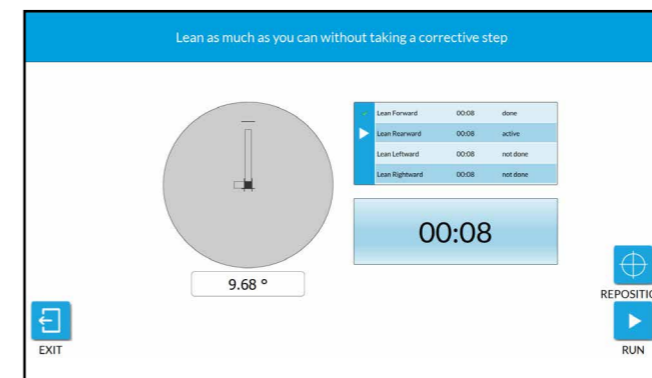 Lean as much as you can without taking a corrective step
Lean Forward 00:08 done
Lean Rearward 00:08 active
Lean Leftward 00:08 not done
Lean Rightward 00:08 not done
00:08
9.68 °
REPOSITIO
EXIT
RUN